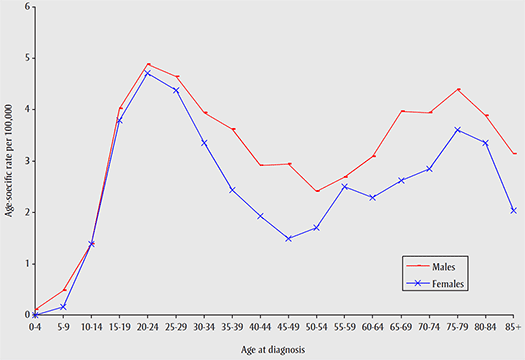 6
5
4
3
2
1
0
Age-specific rate per 100,000
Males
Females
0-4 5-9 10-14 15-19 20-24 25-29 30-34 35-39 40-44 45-49 50-54 55-59 60-64 65-69 70-74 75-79 80-84 85+
Age at diagnosis